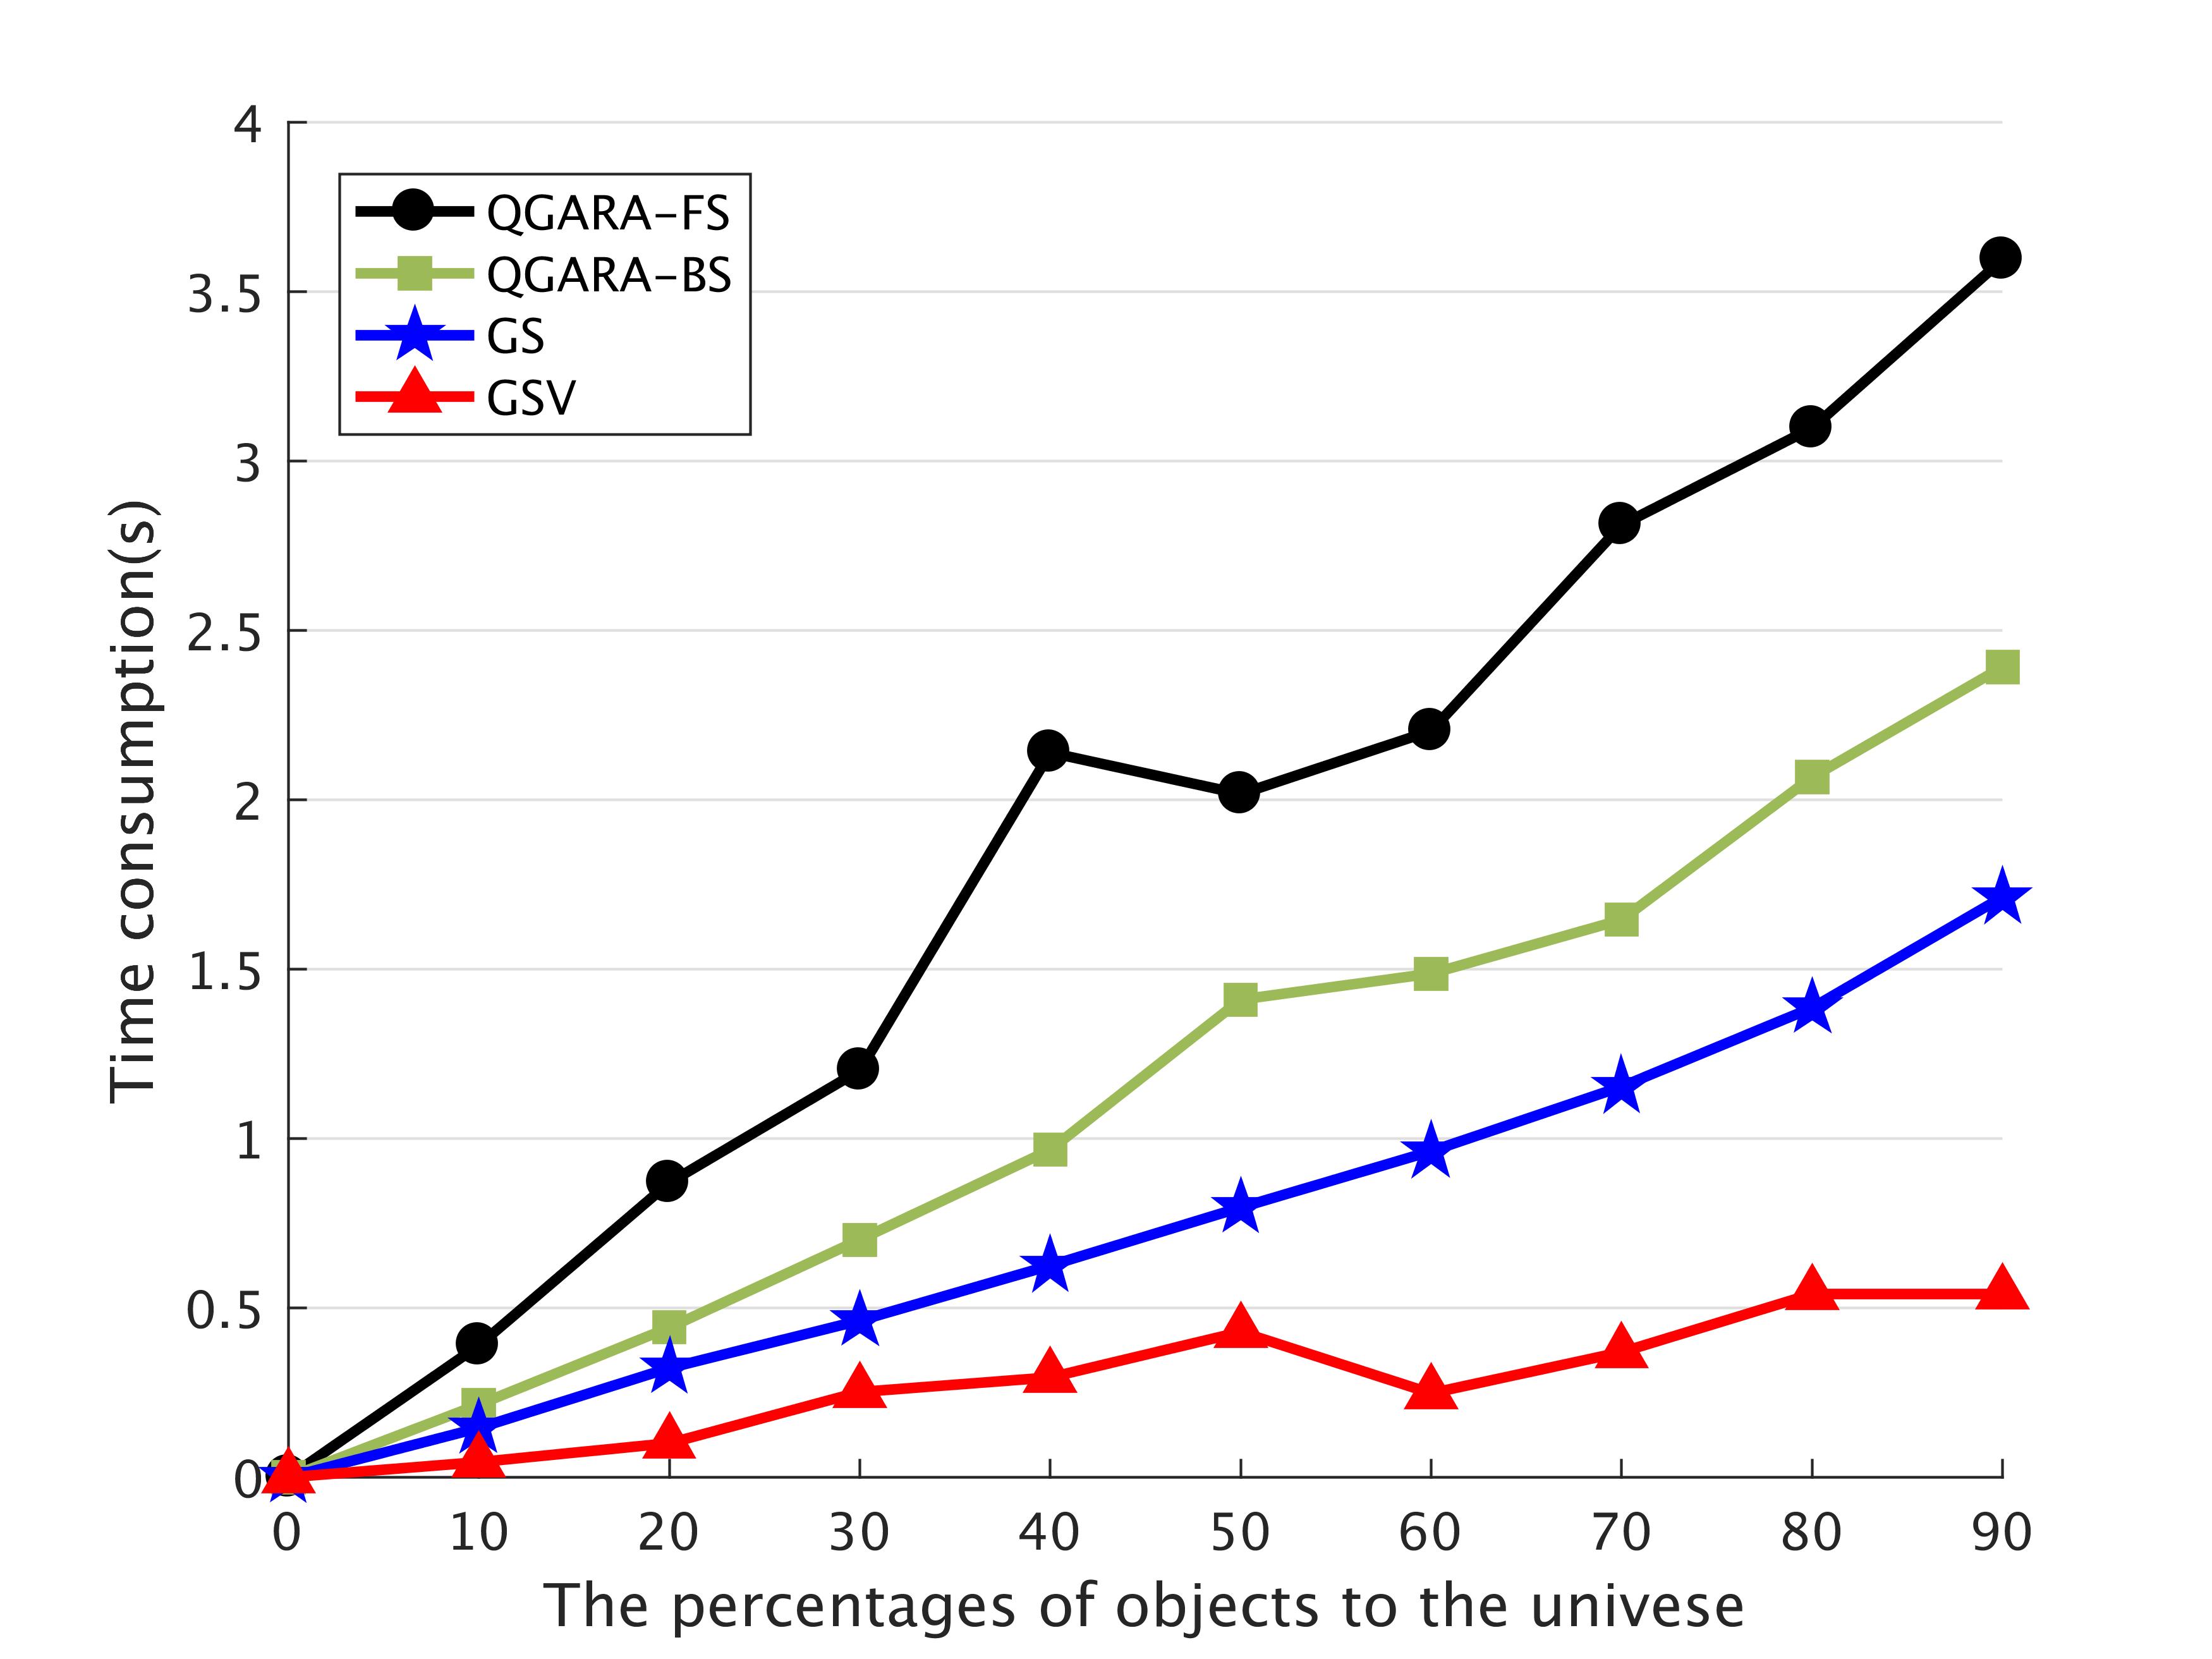 4
3.5
3
2.5
2
1.5
1
0.5
0
Time consumption(s)
QGARA-FS
QGARA-BS
GS
GSV
0 10 20 30 40 50 60 70 80 90
The percentages of objects to the univese